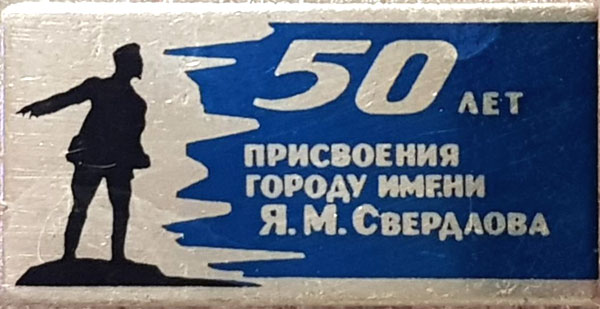 50 ЛЕТ
ПРИСВОЕНИЯ
ГОРОДУ ИМЕНИ
Я. М. СВЕРДЛОВА